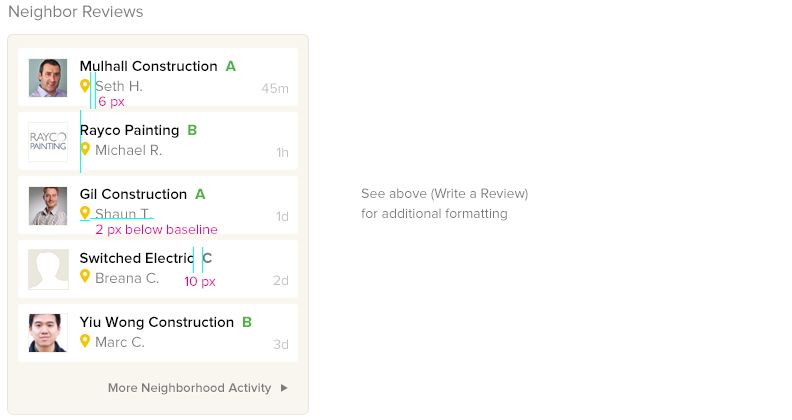 Neighbor Reviews
Mulhall Construction A
Seth H.
45m
6 px
Rayco Painting B
RAYCO
PAINTING
Michael R.
1h
Gil Construction A
Shaun T.
1d
2 px below baseline
Switched Electric C
Breana C.
10 px
2d
Yiu Wong Construction B
Marc C.
3d
More Neighborhood Activity
See above (Write a Review)
for additional formatting